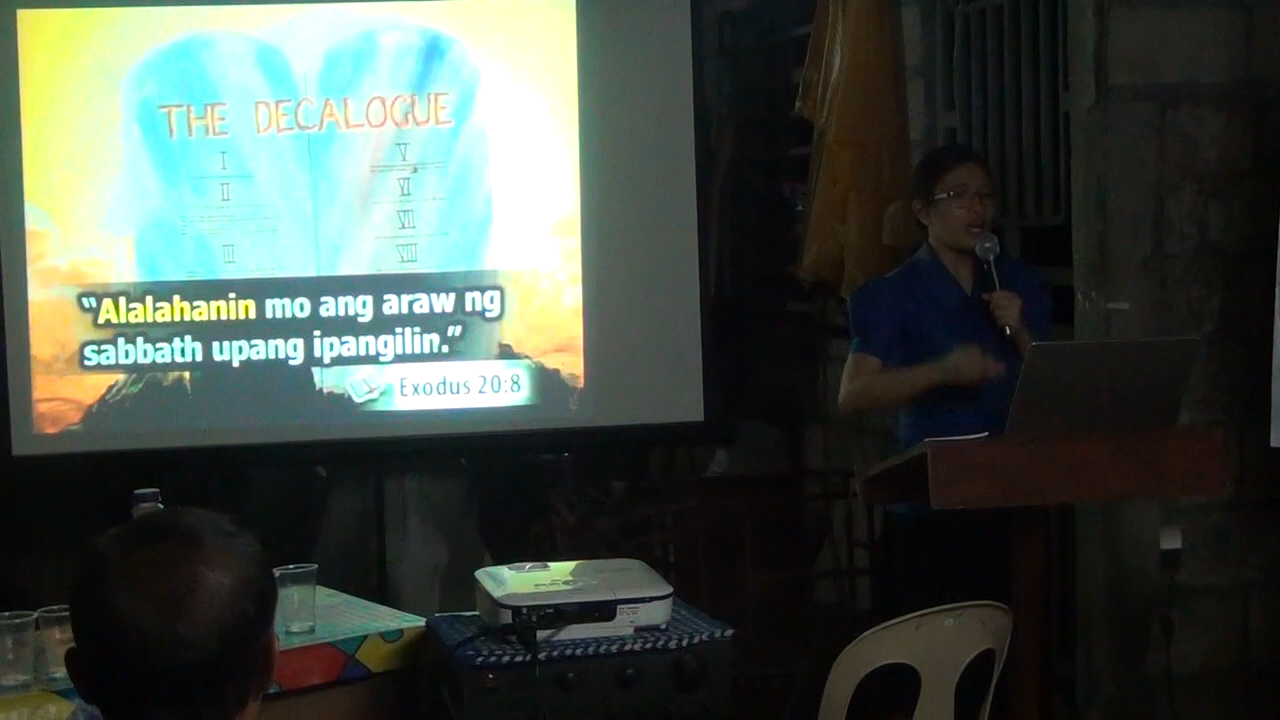 THE DECALOGUE
I
V
II
VI
VII
III
VIII
“Alalahanin mo ang araw ng
sabbath upang ipangilin.”
Exodus 20:8